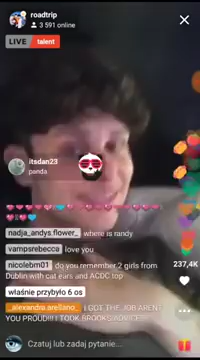 roadtrip
3 591 online
LIVE talent
itsdan23
panda
nadja_andys.flower_ where is randy
vampsrebecca love you
nicolebm01 do you remember 2 girls from
Dublin with cat ears and ACDC top
237,4K
właśnie przybyło 6 os
_alexandra.arellano_ I GOT THE JOB AREN'T
YOU PROUD!!! I TOOK BROOKS ADVICE!!!!
Czatuj lub zadaj pytanie...